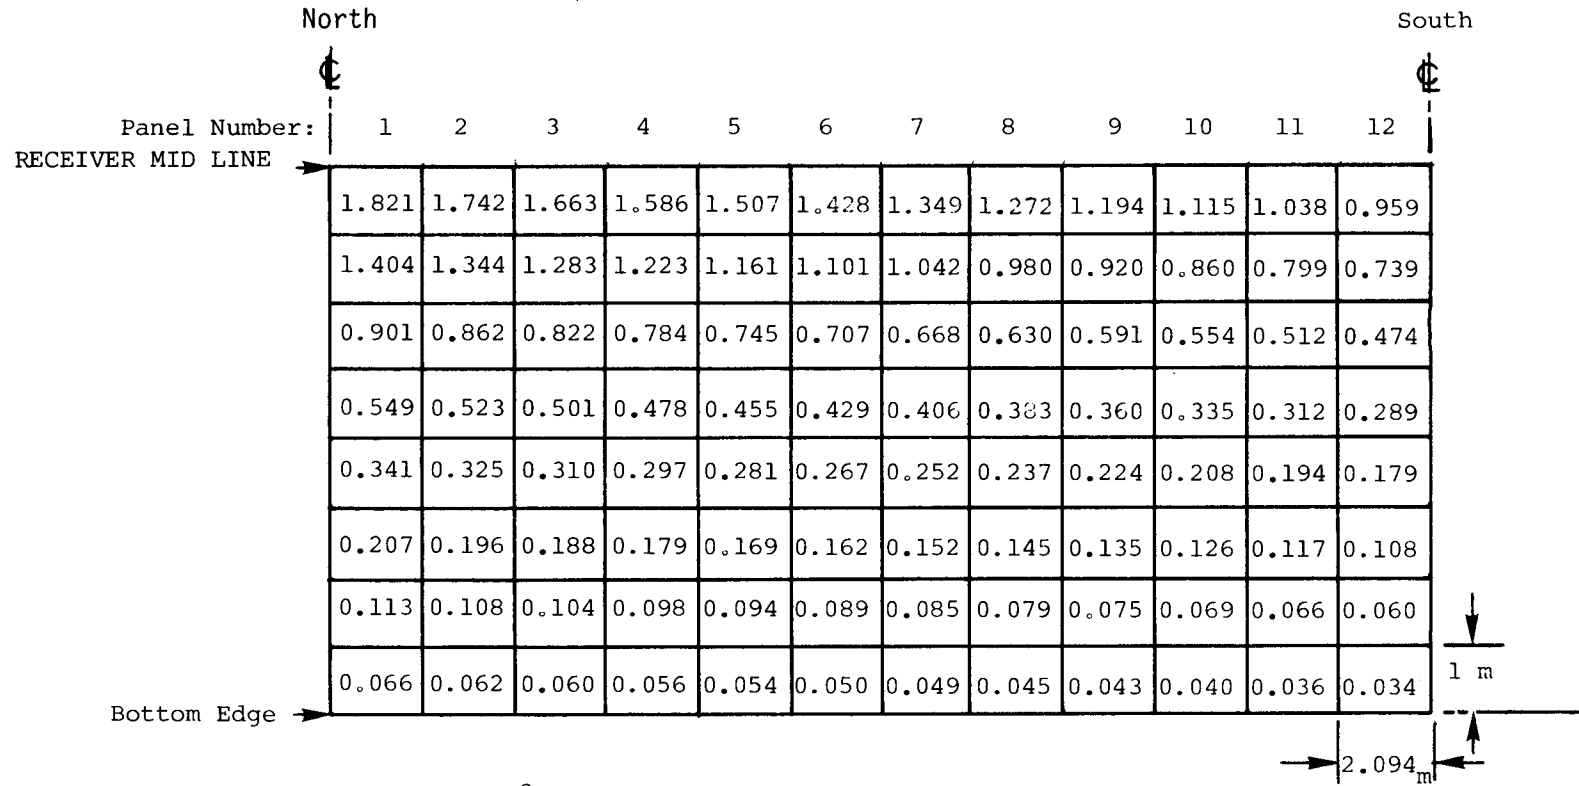 North South
℄ ℄
Panel Number: 1 2 3 4 5 6 7 8 9 10 11 12
RECEIVER MID LINE
1.821 1.742 1.663 1.586 1.507 1.428 1.349 1.272 1.194 1.115 1.038 0.959
1.404 1.344 1.283 1.223 1.161 1.101 1.042 0.980 0.920 0.860 0.799 0.739
0.901 0.862 0.822 0.784 0.745 0.707 0.668 0.630 0.591 0.554 0.512 0.474
0.549 0.523 0.501 0.478 0.455 0.429 0.406 0.383 0.360 0.335 0.312 0.289
0.341 0.325 0.310 0.297 0.281 0.267 0.252 0.237 0.224 0.208 0.194 0.179
0.207 0.196 0.188 0.179 0.169 0.162 0.152 0.145 0.135 0.126 0.117 0.108
0.113 0.108 0.104 0.098 0.094 0.089 0.085 0.079 0.075 0.069 0.066 0.060
0.066 0.062 0.060 0.056 0.054 0.050 0.049 0.045 0.043 0.040 0.036 0.034
1 m
Bottom Edge
2.094m